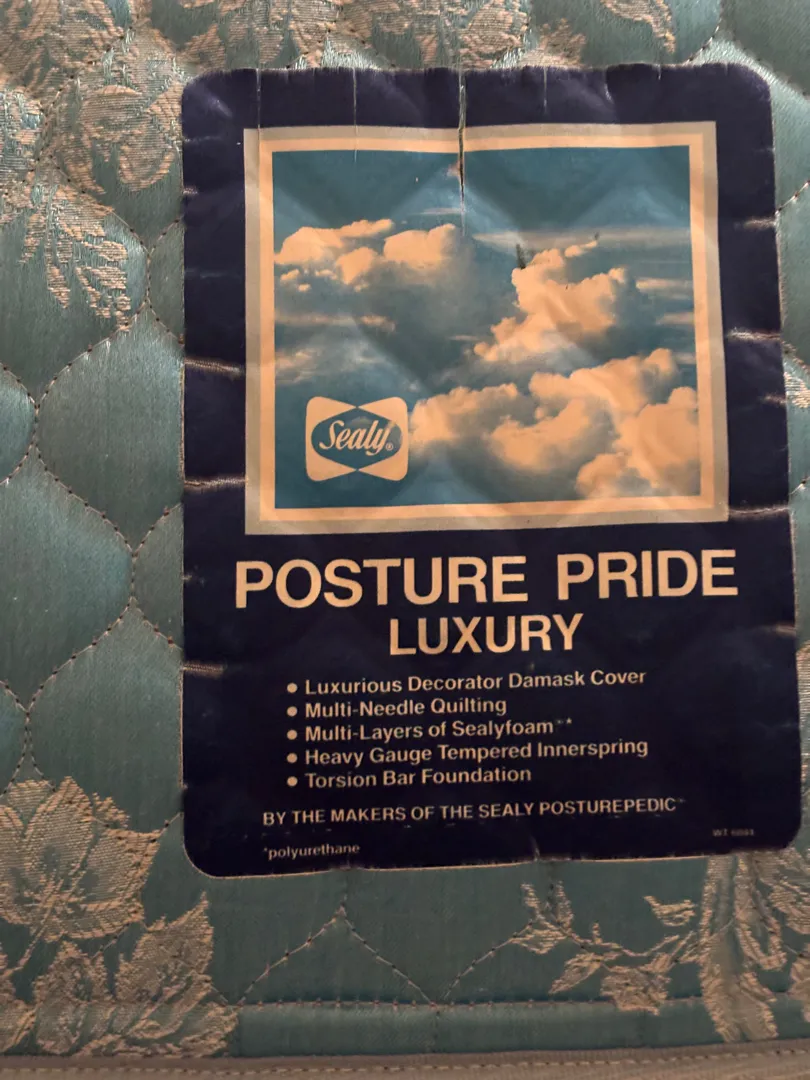 Sealy®
POSTURE PRIDE
LUXURY
• Luxurious Decorator Damask Cover
• Multi-Needle Quilting
• Multi-Layers of Sealyfoam™*
• Heavy Gauge Tempered Innerspring
• Torsion Bar Foundation
BY THE MAKERS OF THE SEALY POSTUREPEDIC
*polyurethane